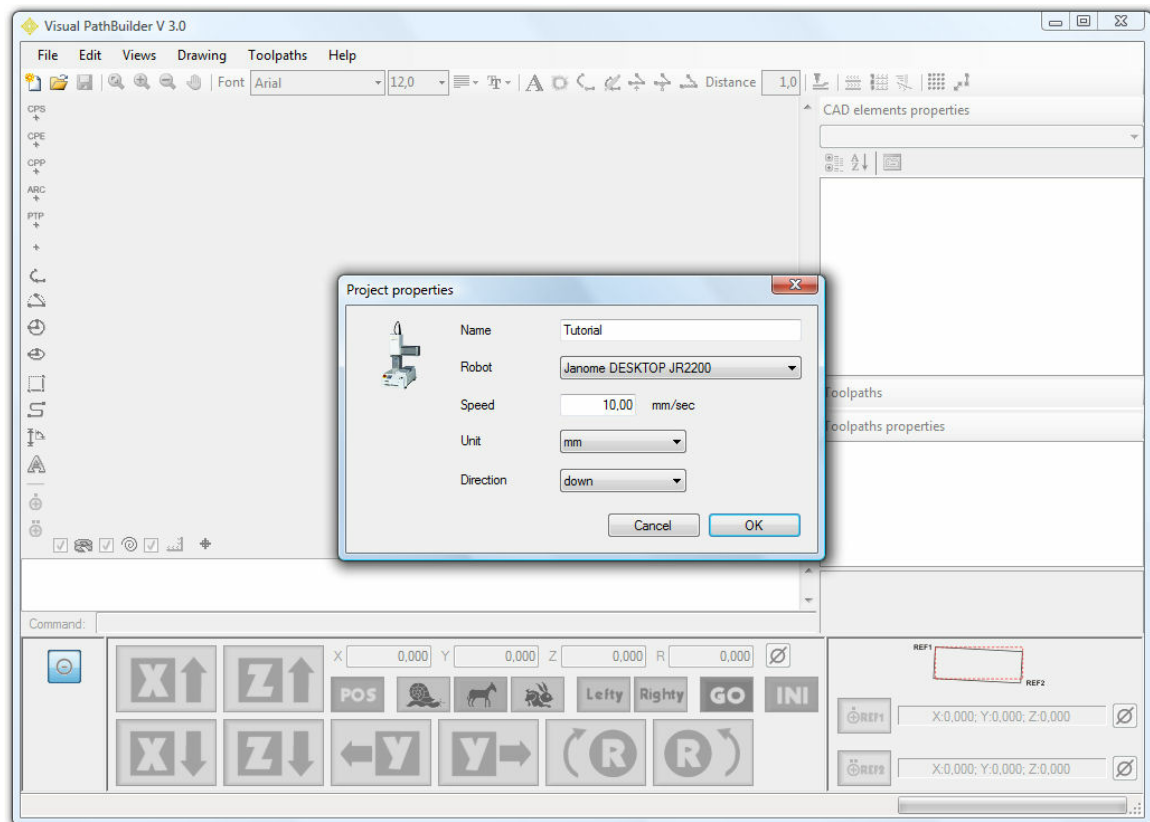 Visual PathBuilder V 3.0
File Edit Views Drawing Toolpaths Help
Font Arial 12,0 Distance 1,0
CPS
CPE
CPP
ARC
PTP
CAD elements properties
Project properties
Name Tutorial
Robot Janome DESKTOP JR2200
Speed 10,00 mm/sec
Unit mm
Direction down
Cancel OK
Toolpaths
Toolpaths properties
Command:
X 0,000 Y 0,000 Z 0,000 R 0,000
X Z POS Lefty Righty GO INI
X Z Y Y R R
REF1
REF2
REF1 X:0,000; Y:0,000; Z:0,000
REF2 X:0,000; Y:0,000; Z:0,000